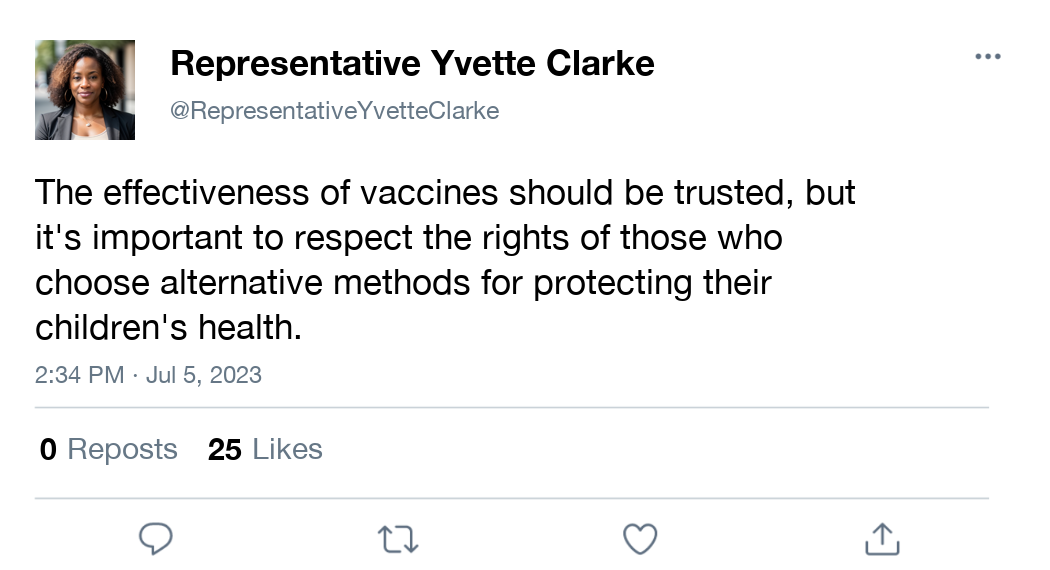 Representative Yvette Clarke
@RepresentativeYvetteClarke
The effectiveness of vaccines should be trusted, but
it's important to respect the rights of those who
choose alternative methods for protecting their
children's health.
2:34 PM · Jul 5, 2023
0 Reposts 25 Likes